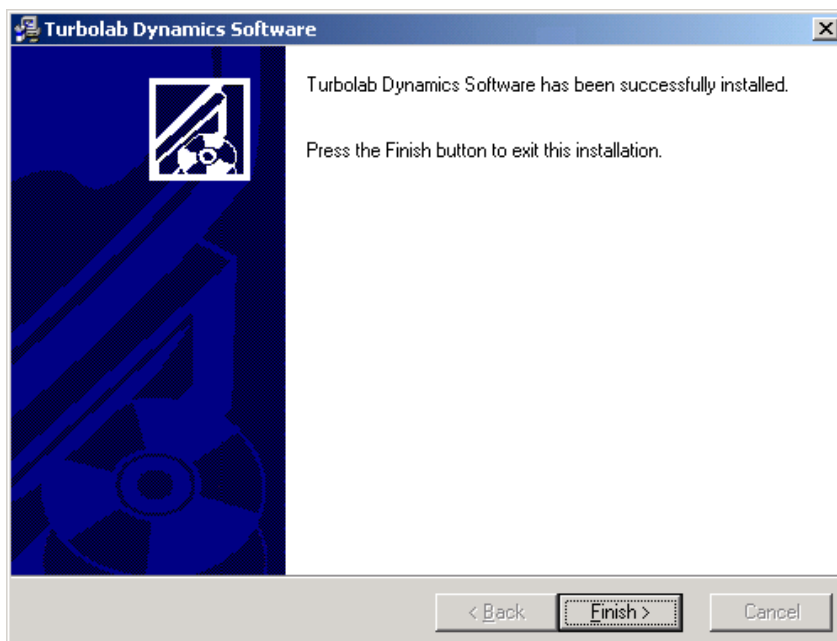 Turbolab Dynamics Software
Turbolab Dynamics Software has been successfully installed.
Press the Finish button to exit this installation.
< Back
Finish >
Cancel